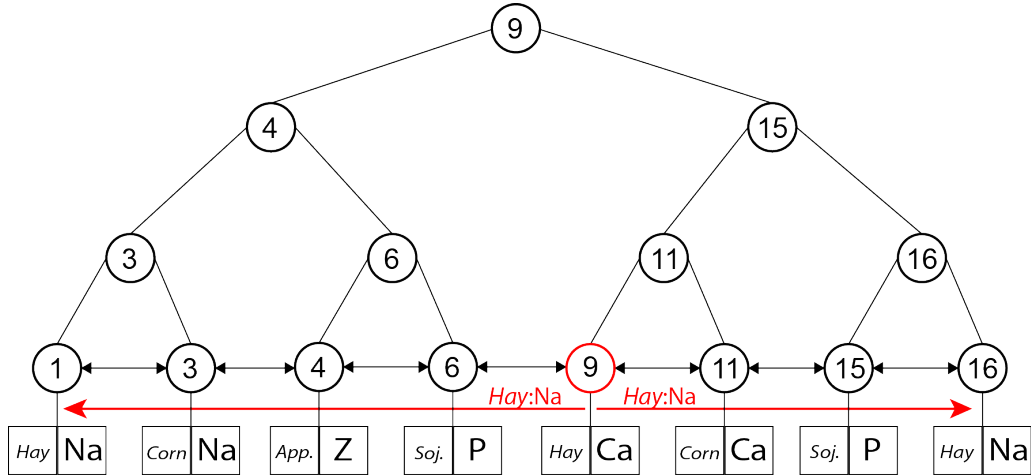 9
4 15
3 6 11 16
1 3 4 6 9 11 15 16
Hay:Na Hay:Na
Hay Na Corn Na App. Z Soj. P Hay Ca Corn Ca Soj. P Hay Na